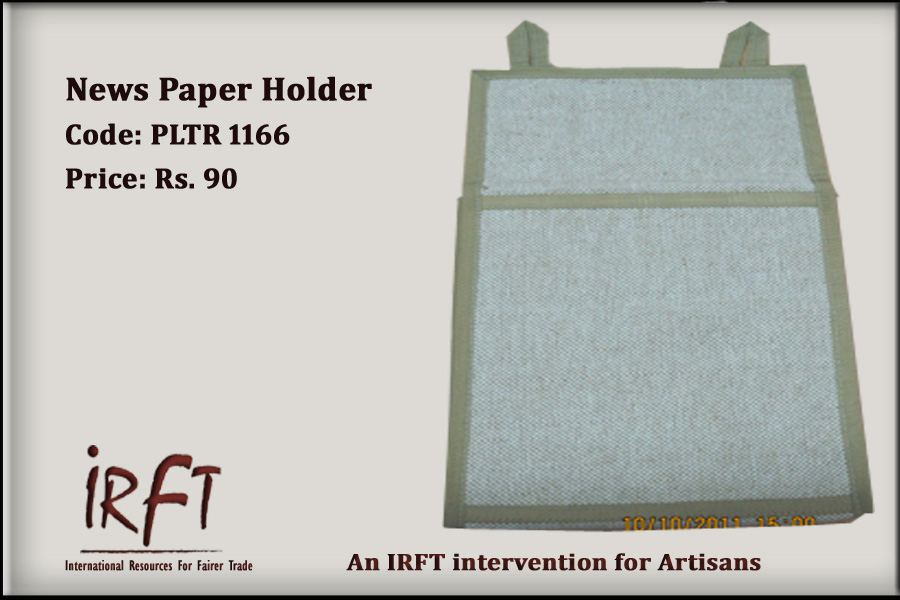 News Paper Holder
Code: PLTR 1166
Price: Rs. 90
iRFT
International Resources For Fairer Trade
10/10/2011 15:00
An IRFT intervention for Artisans